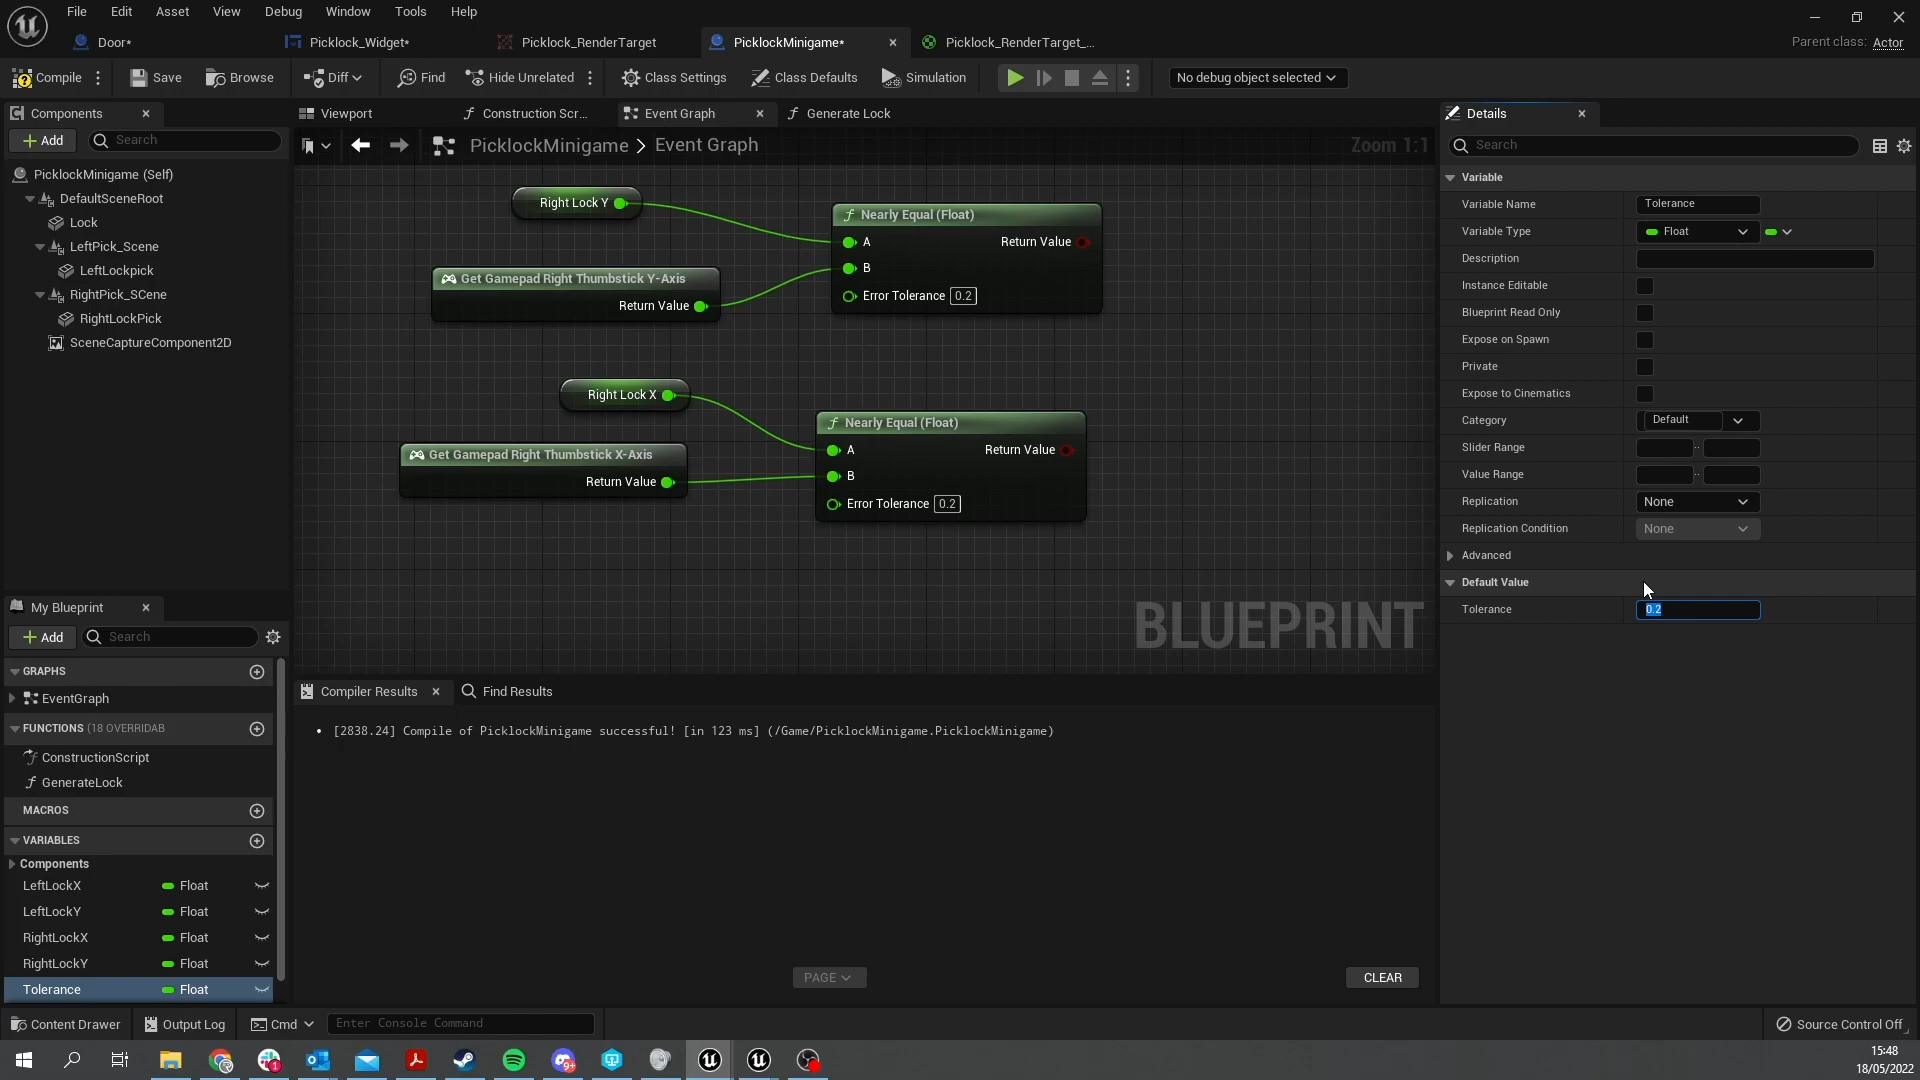 File Edit Asset View Debug Window Tools Help
Door* Picklock_Widget* Picklock_RenderTarget PicklockMinigame* Picklock_RenderTarget_...
Parent class: Actor
Compile Save Browse Diff Find Hide Unrelated Class Settings Class Defaults Simulation No debug object selected
Components
Add Search
PicklockMinigame (Self)
DefaultSceneRoot
Lock
LeftPick_Scene
LeftLockpick
RightPick_SCene
RightLockPick
SceneCaptureComponent2D
My Blueprint
Add Search
GRAPHS
EventGraph
FUNCTIONS (18 OVERRIDAB
ConstructionScript
GenerateLock
MACROS
VARIABLES
Components
LeftLockX Float
LeftLockY Float
RightLockX Float
RightLockY Float
Tolerance Float
Viewport Construction Scr... Event Graph Generate Lock
PicklockMinigame > Event Graph Zoom 1:1
Right Lock Y
Nearly Equal (Float)
A Return Value
B
Error Tolerance 0.2
Get Gamepad Right Thumbstick Y-Axis
Return Value
Right Lock X
Nearly Equal (Float)
A Return Value
B
Error Tolerance 0.2
Get Gamepad Right Thumbstick X-Axis
Return Value
BLUEPRINT
Compiler Results Find Results
[2838.24] Compile of PicklockMinigame successful! [in 123 ms] (/Game/PicklockMinigame.PicklockMinigame)
PAGE CLEAR
Details
Search
Variable
Variable Name Tolerance
Variable Type Float
Description
Instance Editable
Blueprint Read Only
Expose on Spawn
Private
Expose to Cinematics
Category Default
Slider Range
Value Range
Replication None
Replication Condition None
Advanced
Default Value
Tolerance 0.2
Content Drawer Output Log Cmd Enter Console Command Source Control Off
15:48
18/05/2022